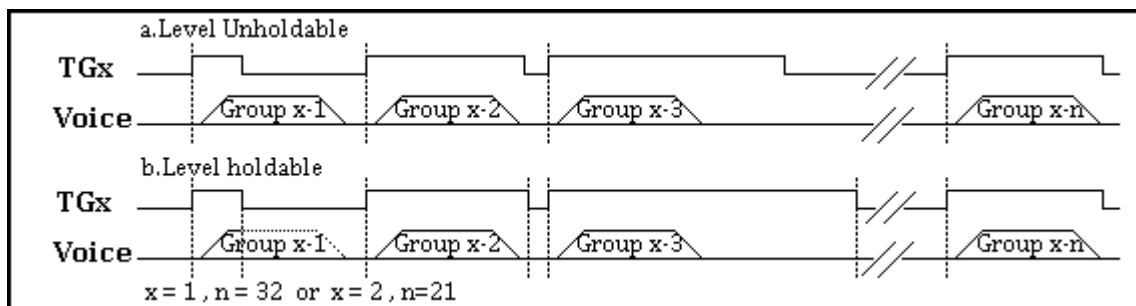 a.Level Unholdable
TGx
Voice Group x-1 Group x-2 Group x-3 Group x-n
b.Level holdable
TGx
Voice Group x-1 Group x-2 Group x-3 Group x-n
x = 1 , n = 32 or x = 2 , n=21